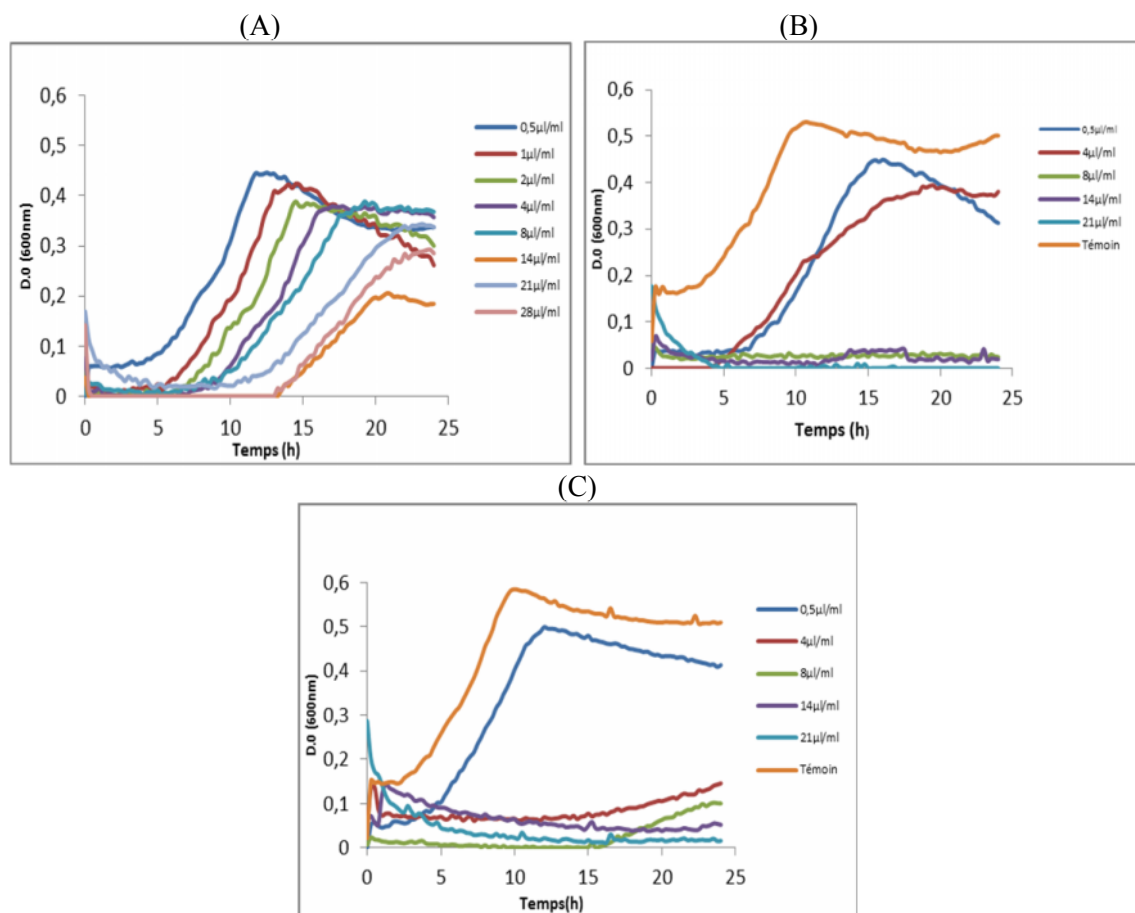 (A)
(B)
0,6
0,5
0,4
0,3
0,2
0,1
0
D.0 (600nm)
0 5 10 15 20 25
Temps (h)
0,5µl/ml
1µl/ml
2µl/ml
4µl/ml
8µl/ml
14µl/ml
21µl/ml
28µl/ml
0,6
0,5
0,4
0,3
0,2
0,1
0
D.0 (600nm)
0 5 10 15 20 25
Temps (h)
0,5µl/ml
4µl/ml
8µl/ml
14µl/ml
21µl/ml
Témoin
(C)
0,6
0,5
0,4
0,3
0,2
0,1
0
D.0 (600nm)
0 5 10 15 20 25
Temps(h)
0,5µl/ml
4µl/ml
8µl/ml
14µl/ml
21µl/ml
Témoin